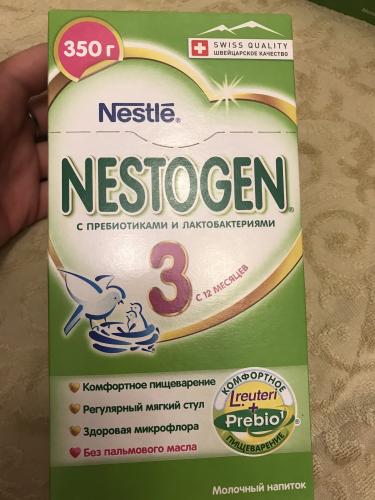 350 г
SWISS QUALITY
ШВЕЙЦАРСКОЕ КАЧЕСТВО
Nestlé®
NESTOGEN®
С ПРЕБИОТИКАМИ И ЛАКТОБАКТЕРИЯМИ
3
С 12 МЕСЯЦЕВ
Комфортное пищеварение
Регулярный мягкий стул
Здоровая микрофлора
Без пальмового масла
КОМФОРТНОЕ
L.reuteri
+
Prebio1®
ПИЩЕВАРЕНИЕ
Молочный напиток